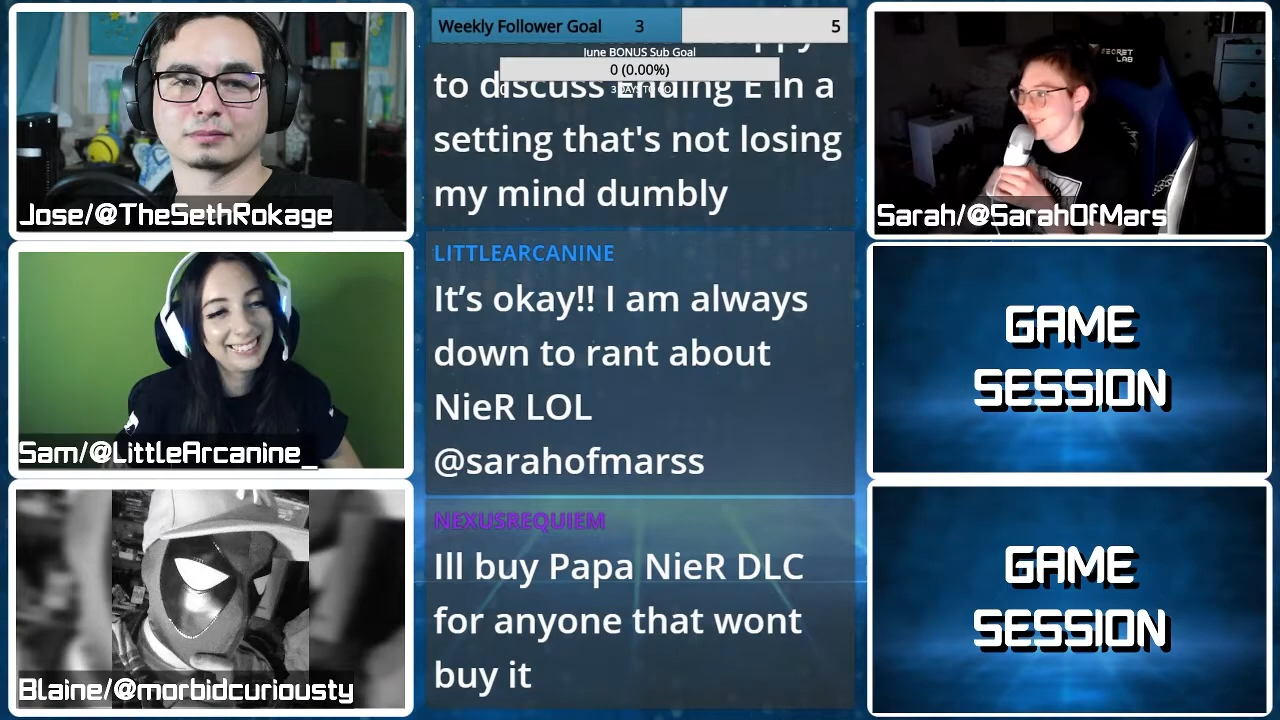 Weekly Follower Goal 3 5
June BONUS Sub Goal
0 (0.00%)
to discuss Ending E in a
setting that's not losing
my mind dumbly
LITTLEARCANINE
It’s okay!! I am always
down to rant about
NieR LOL
@sarahofmarss
NEXUSREQUIEM
Ill buy Papa NieR DLC
for anyone that wont
buy it
Jose/@TheSethRokage
Sam/@LittleArcanine_
Blaine/@morbidcuriousty
SECRET
LAB
Sarah/@SarahOfMars
GAME
SESSION
GAME
SESSION